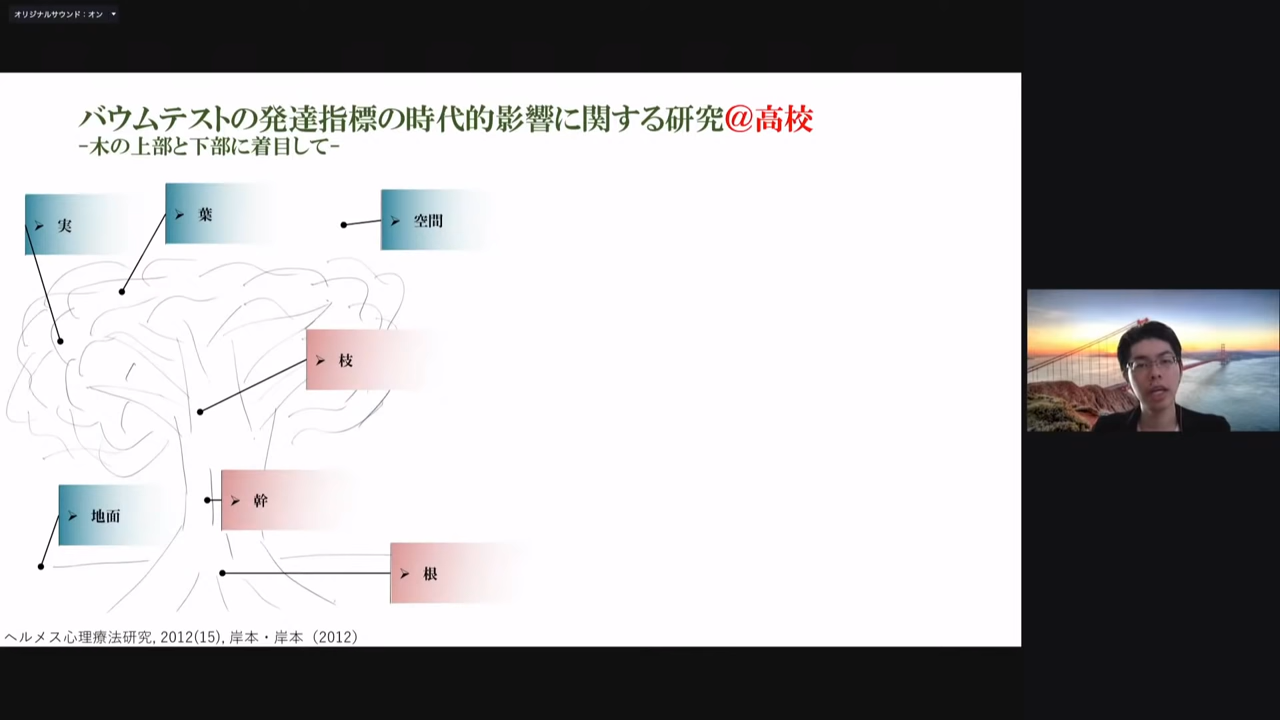 オリジナルサウンド：オン
バウムテストの発達指標の時代的影響に関する研究＠高校
-木の上部と下部に着目して-
実
葉
空間
枝
幹
地面
根
ヘルメス心理療法研究, 2012(15), 岸本・岸本（2012）